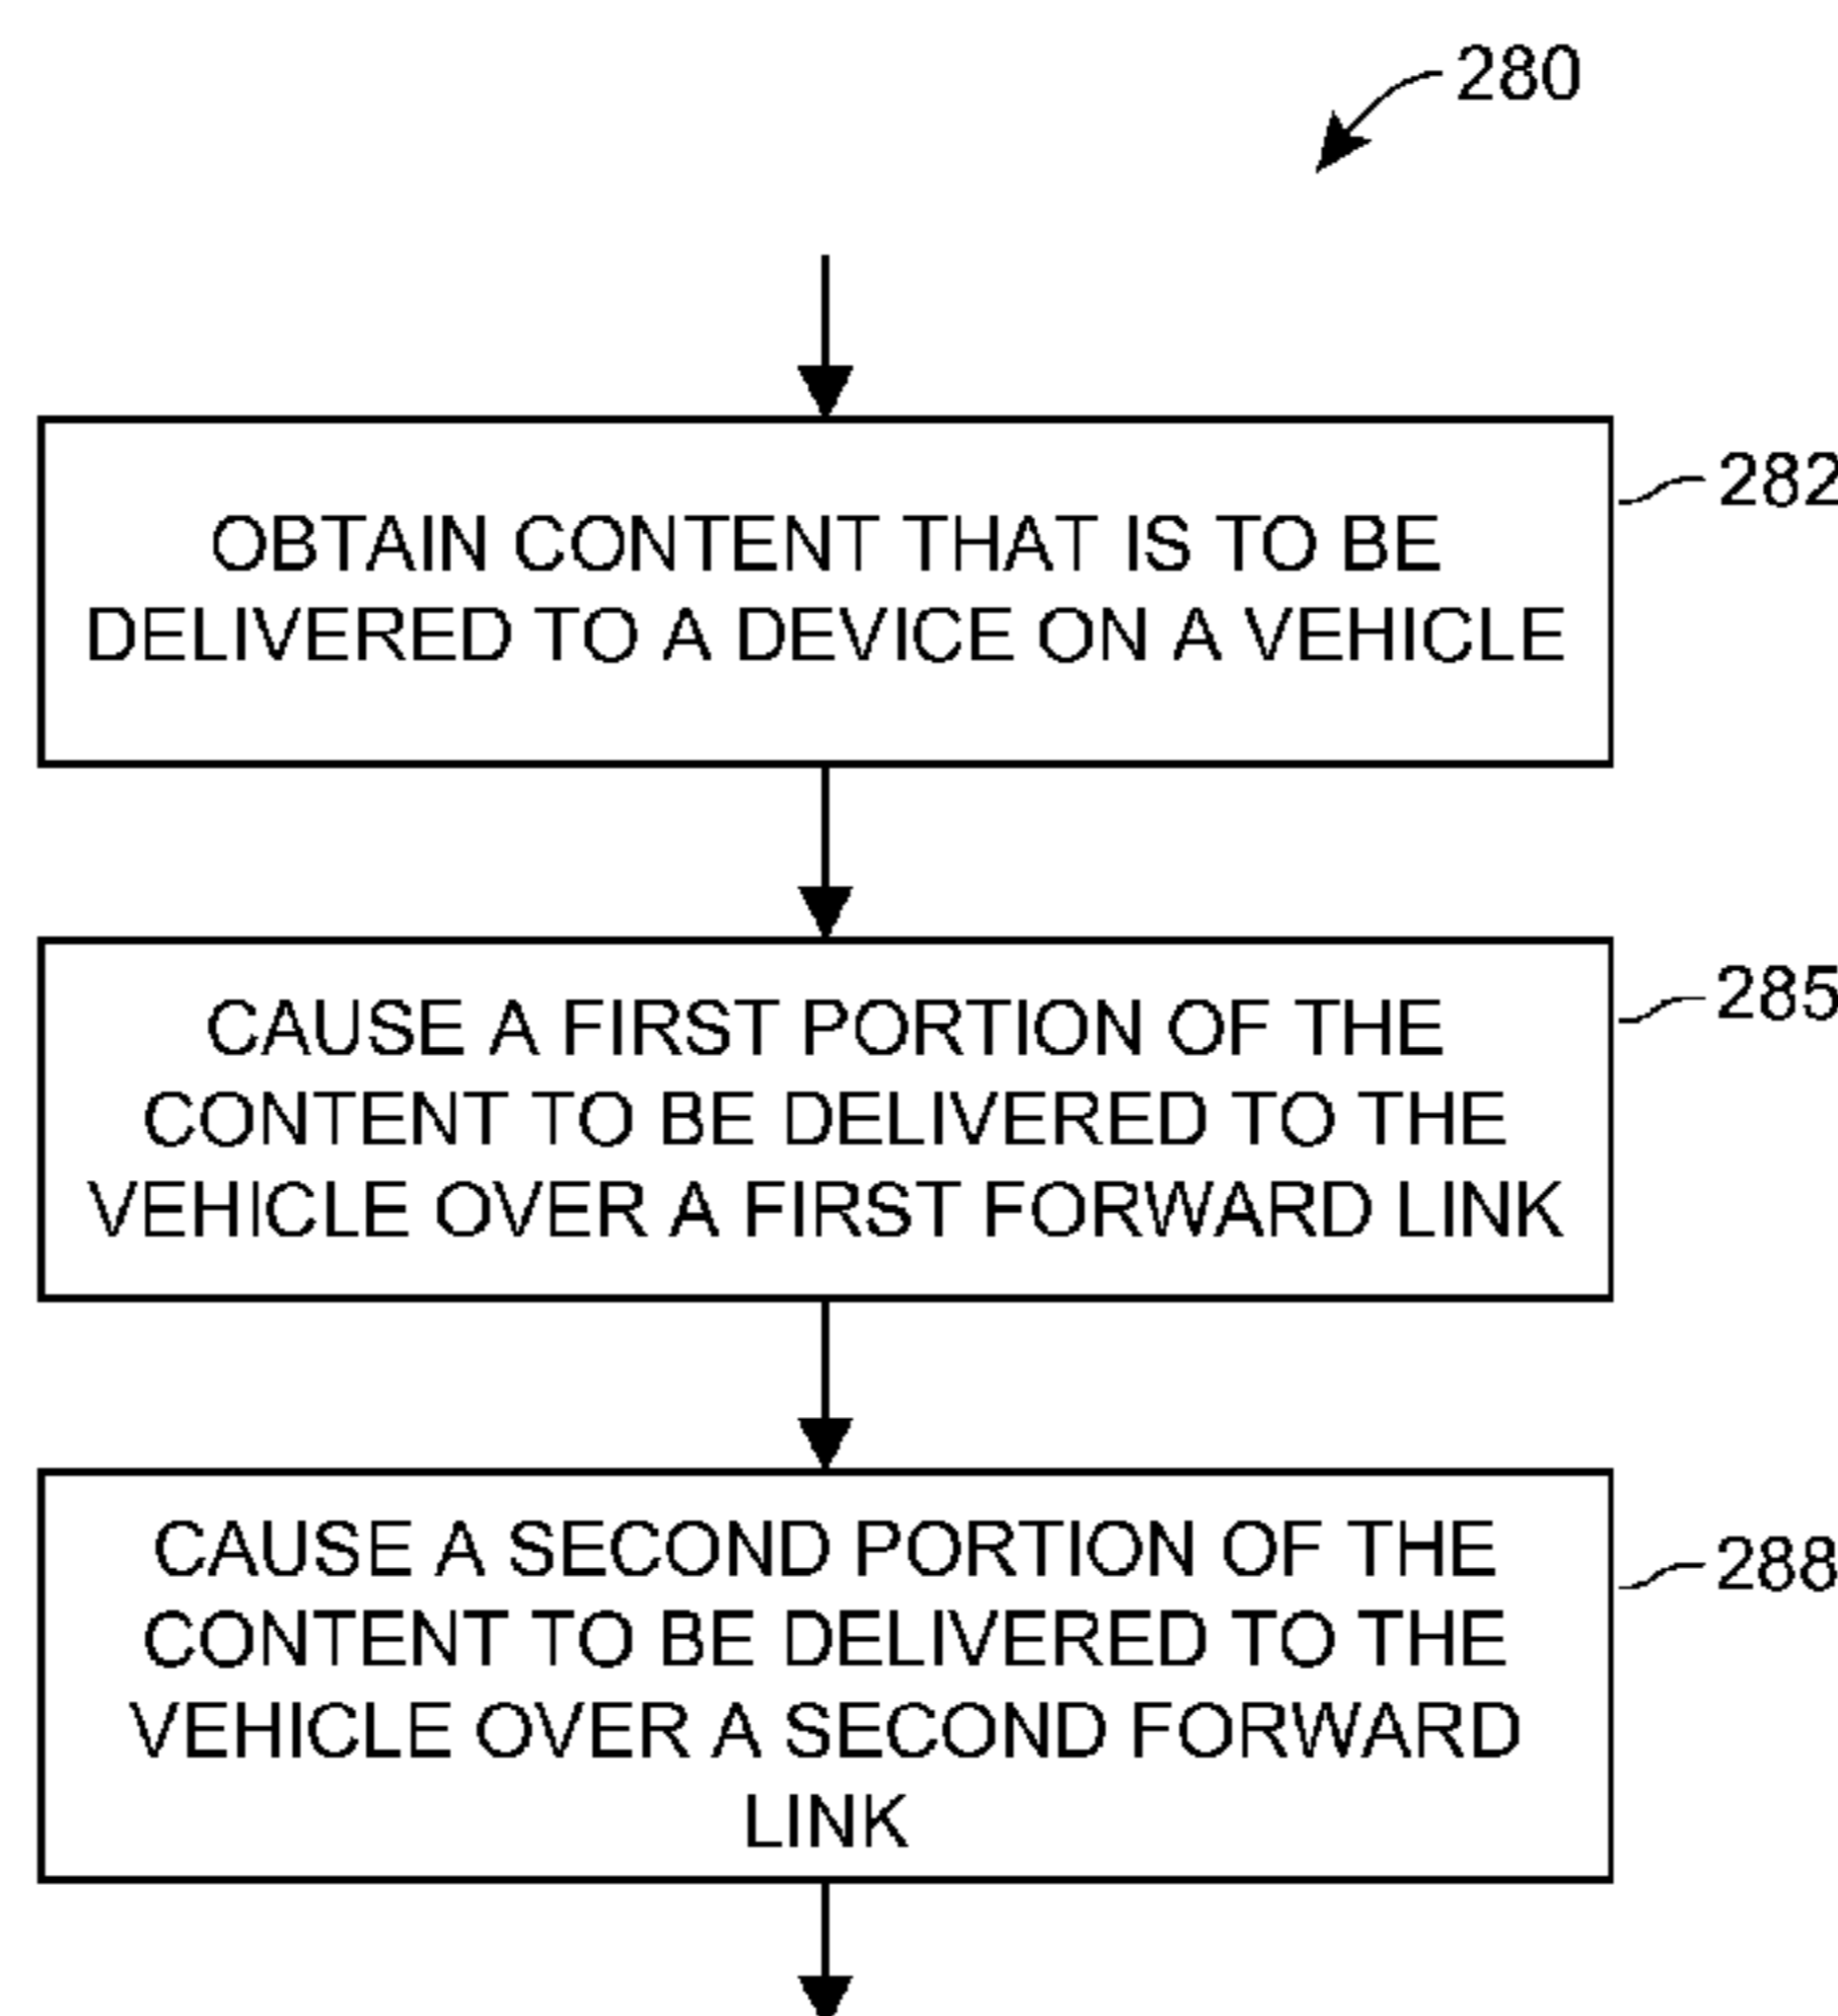 280
OBTAIN CONTENT THAT IS TO BE
DELIVERED TO A DEVICE ON A VEHICLE
282
CAUSE A FIRST PORTION OF THE
CONTENT TO BE DELIVERED TO THE
VEHICLE OVER A FIRST FORWARD LINK
285
CAUSE A SECOND PORTION OF THE
CONTENT TO BE DELIVERED TO THE
VEHICLE OVER A SECOND FORWARD
LINK
288